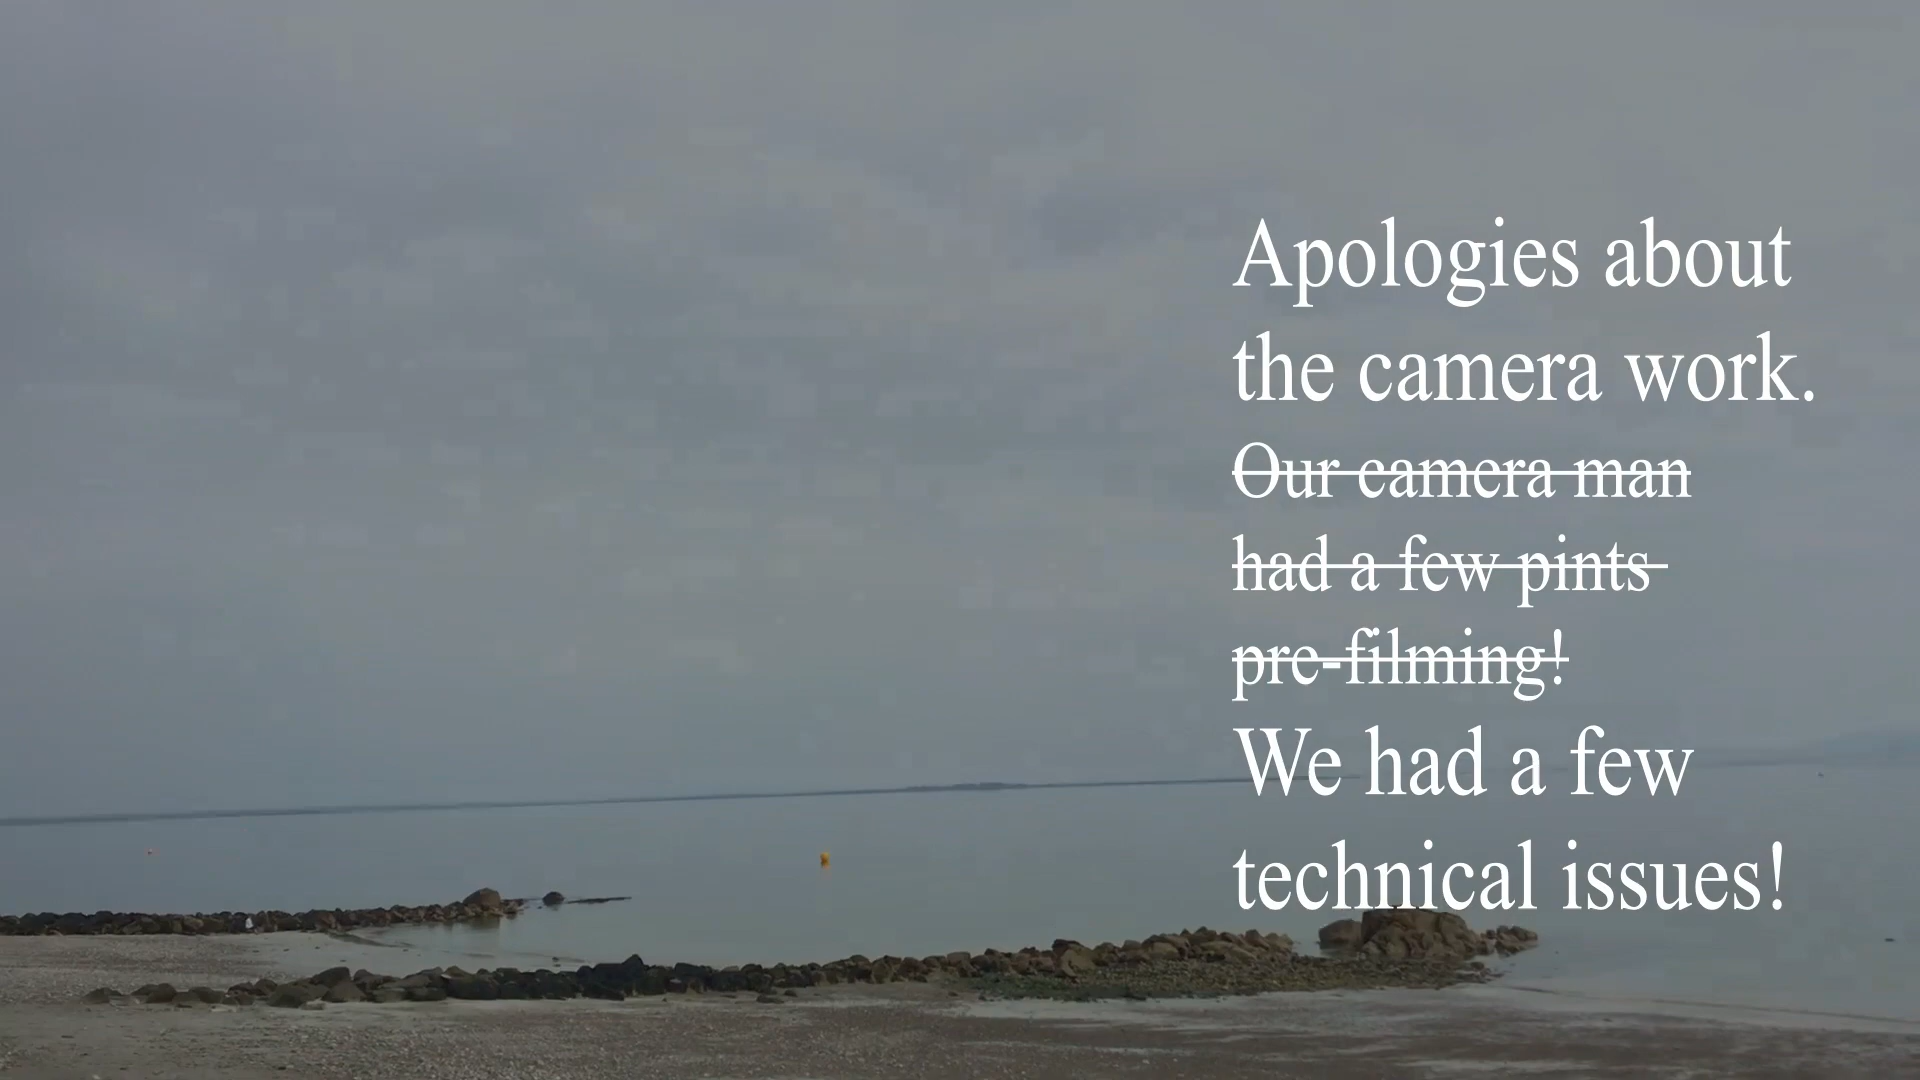 Apologies about
the camera work.
Our camera man
had a few pints
pre-filming!
We had a few
technical issues!